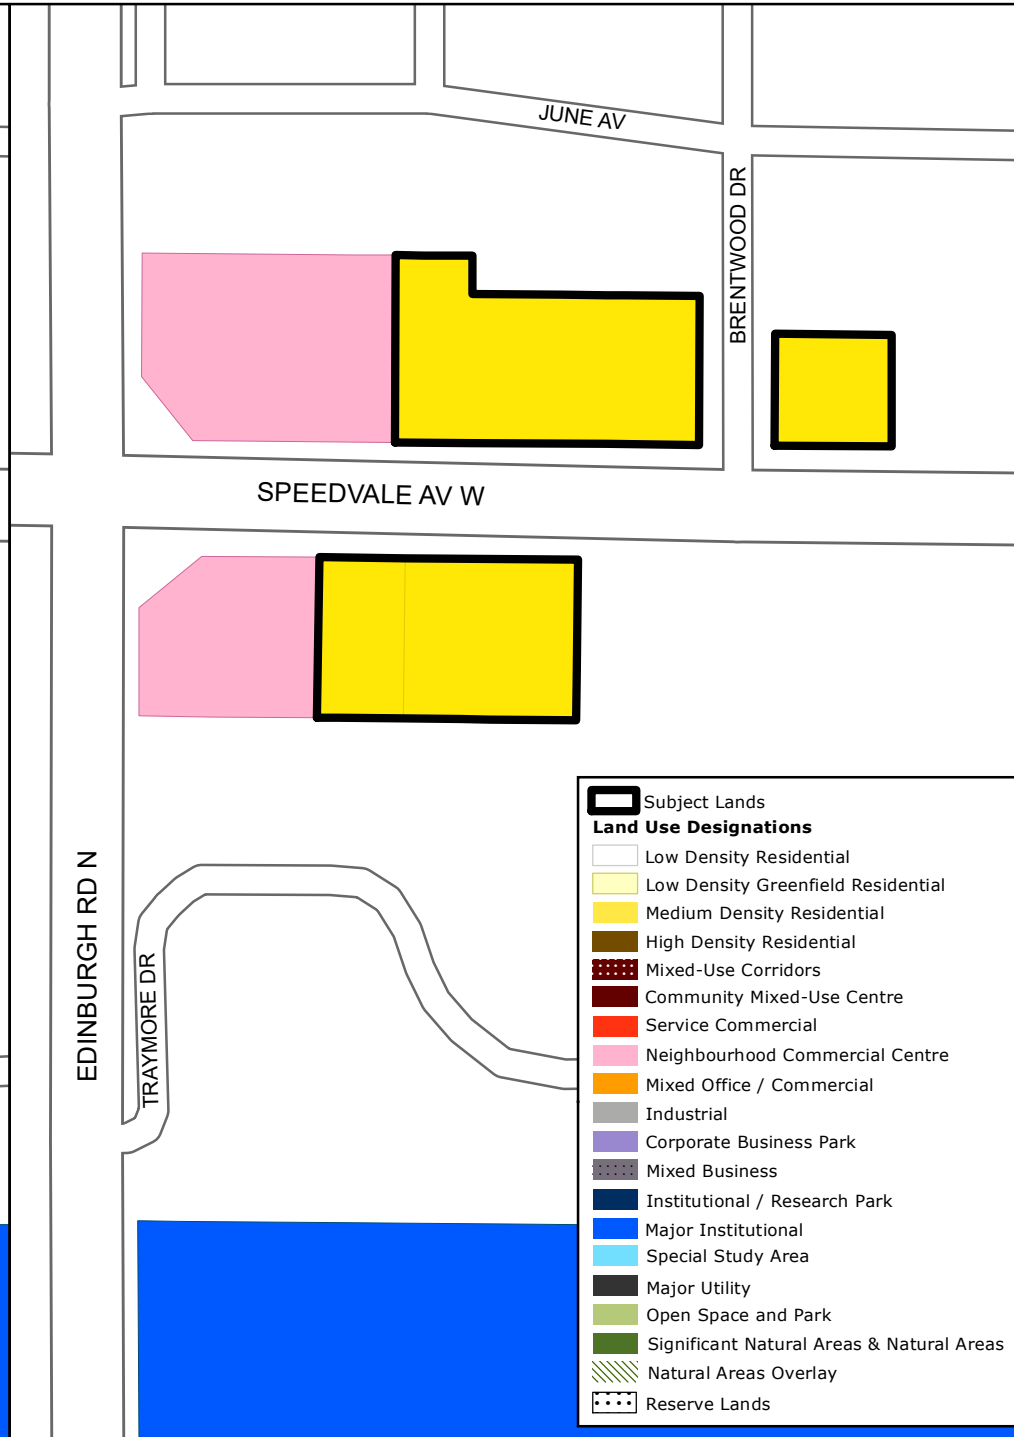 JUNE AV
BRENTWOOD DR
SPEEDVALE AV W
EDINBURGH RD N
TRAYMORE DR
Subject Lands
Land Use Designations
Low Density Residential
Low Density Greenfield Residential
Medium Density Residential
High Density Residential
Mixed-Use Corridors
Community Mixed-Use Centre
Service Commercial
Neighbourhood Commercial Centre
Mixed Office / Commercial
Industrial
Corporate Business Park
Mixed Business
Institutional / Research Park
Major Institutional
Special Study Area
Major Utility
Open Space and Park
Significant Natural Areas & Natural Areas
Natural Areas Overlay
Reserve Lands